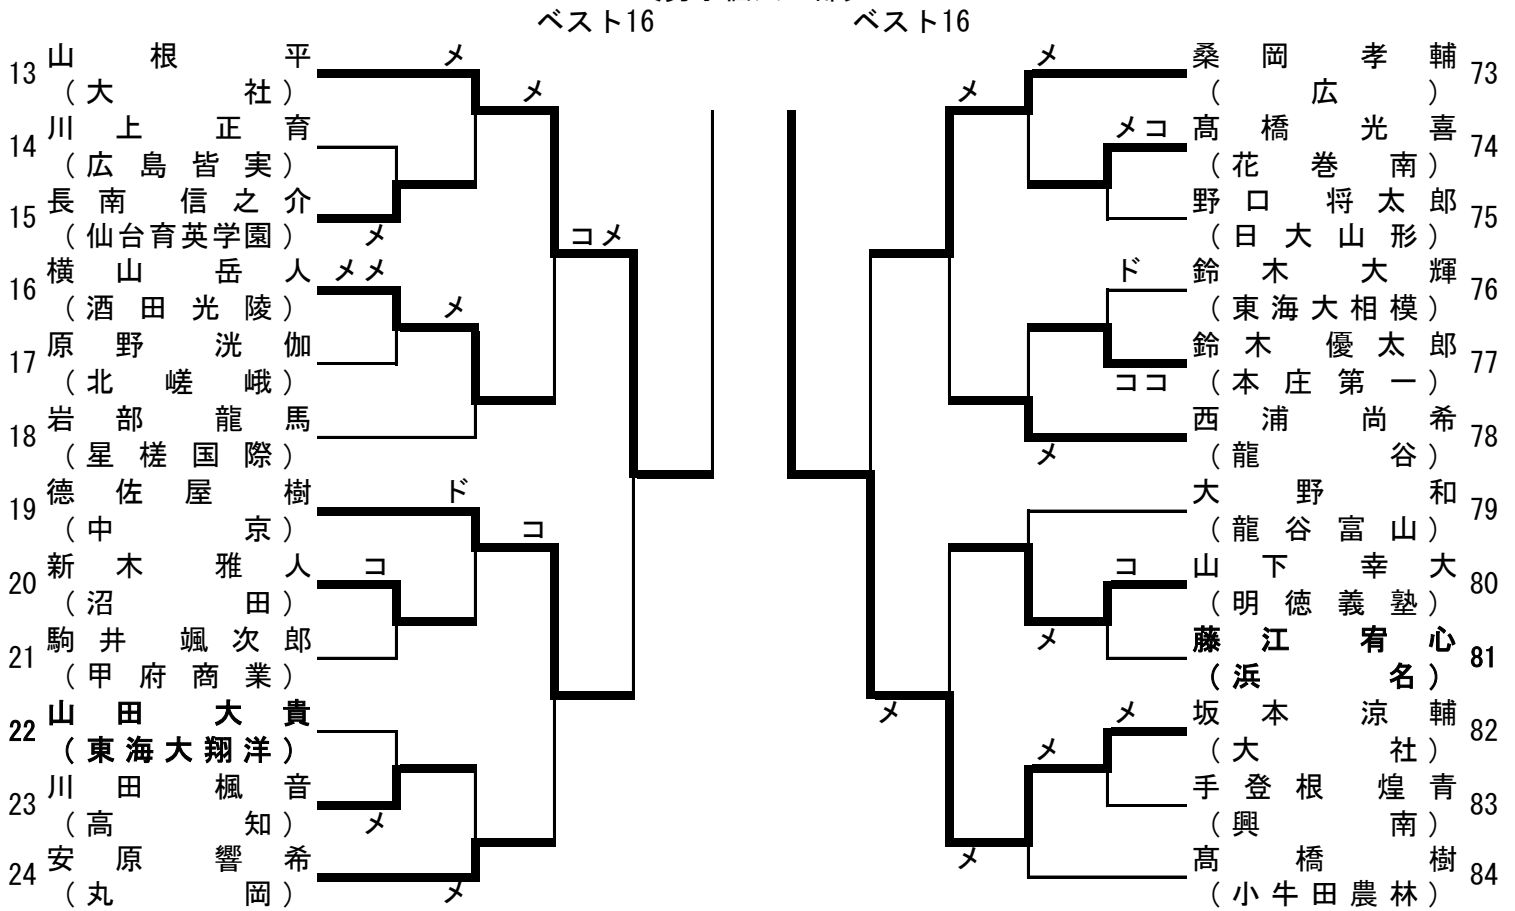 ベスト16 ベスト16
13 山根 平 メ
(大社)
メ
14 川上 正育
(広島皆実)
15 長南 信之介
(仙台育英学園) メ
コメ
16 横山 岳人 メメ
(酒田光陵) メ
17 原野 洸伽
(北嵯峨)
18 岩部 龍馬
(星槎国際)
19 德佐屋 樹 ド
(中京) コ
20 新木 雅人 コ
(沼田)
21 駒井 颯次郎
(甲府商業)
22 山田 大貴
(東海大翔洋)
23 川田 楓音
(高知) メ
24 安原 響希
(丸岡) メ
メ 桑岡 孝輔 73
(広)
メ
メコ 髙橋 光喜 74
(花巻南)
野口 将太郎 75
(日大山形)
ド 鈴木 大輝 76
(東海大相模)
鈴木 優太郎 77
ココ (本庄第一)
西浦 尚希 78
メ (龍谷)
大野 和 79
(龍谷富山)
コ 山下 幸大 80
(明徳義塾)
メ 藤江 宥心 81
(浜名)
メ
メ 坂本 涼輔 82
メ (大社)
手登根 煌青 83
(興南)
メ 髙橋 樹 84
(小牛田農林)